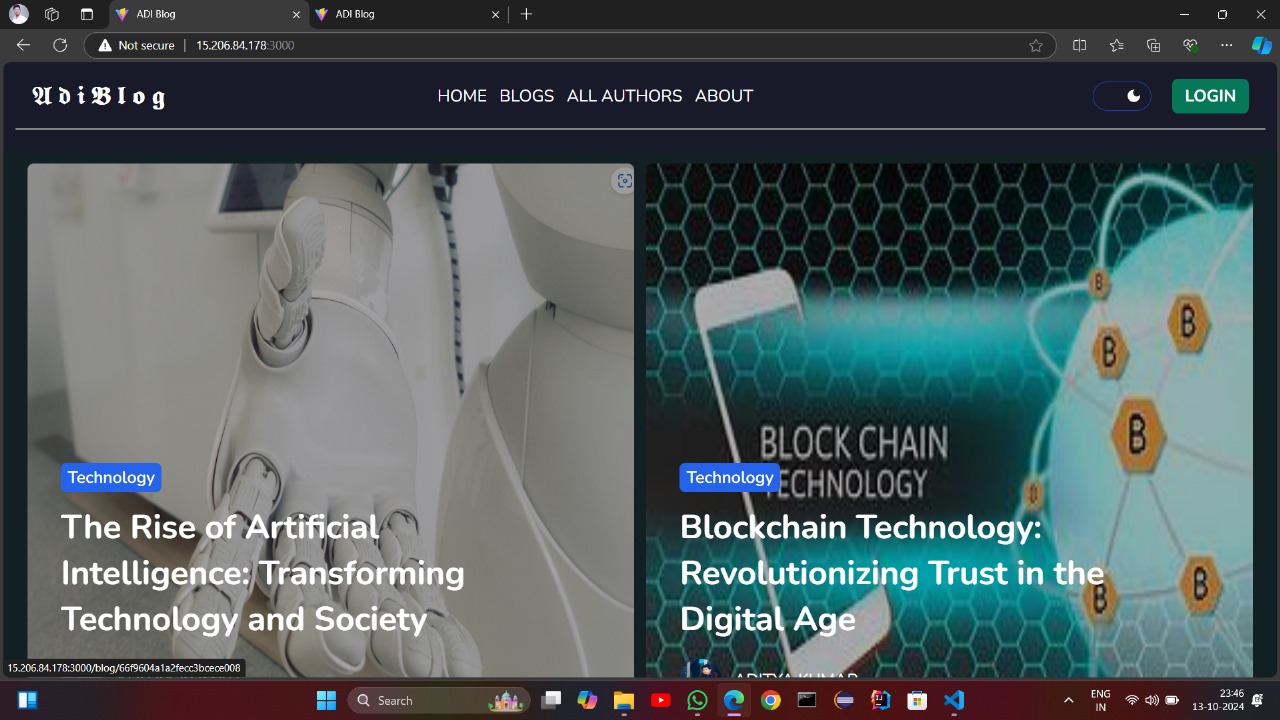 ADI Blog
ADI Blog
Not secure
15.206.84.178:3000
AdiBlog
HOME BLOGS ALL AUTHORS ABOUT
LOGIN
BLOCK CHAIN
TECHNOLOGY
Technology
The Rise of Artificial
Intelligence: Transforming
Technology and Society
Technology
Blockchain Technology:
Revolutionizing Trust in the
Digital Age
ADITYA KUMAR
15.206.84.178:3000/blog/66f9604a1a2fecc3bcece008
Search
ENG
IN
23:46
13-10-2024